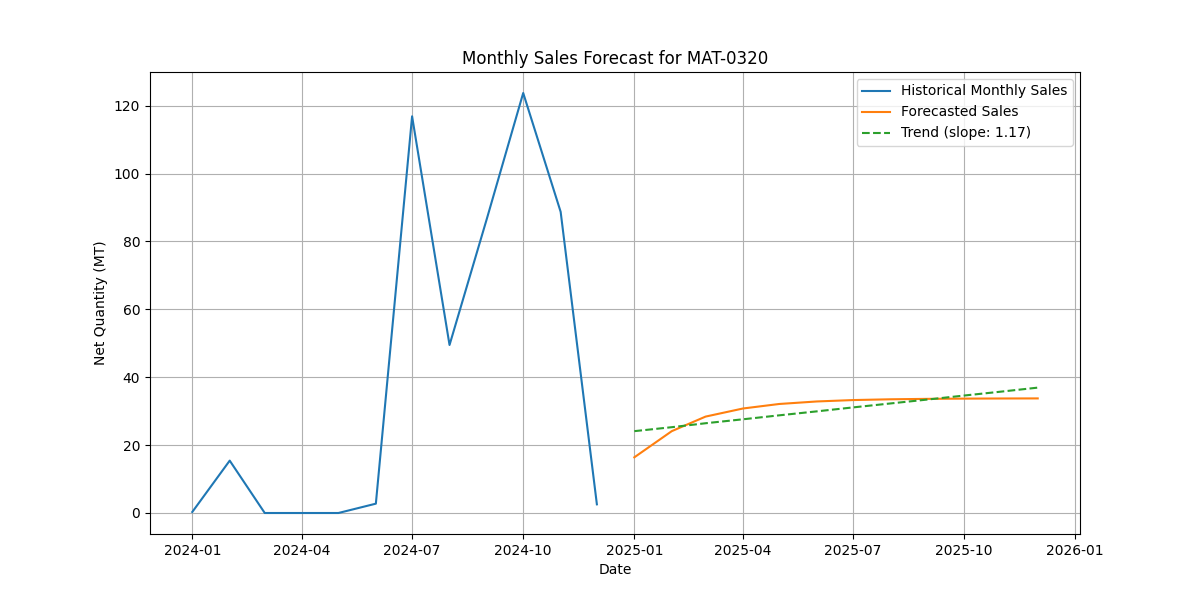 Monthly Sales Forecast for MAT-0320
Historical Monthly Sales
Forecasted Sales
Trend (slope: 1.17)
Net Quantity (MT)
120
100
80
60
40
20
0
2024-01 2024-04 2024-07 2024-10 2025-01 2025-04 2025-07 2025-10 2026-01
Date